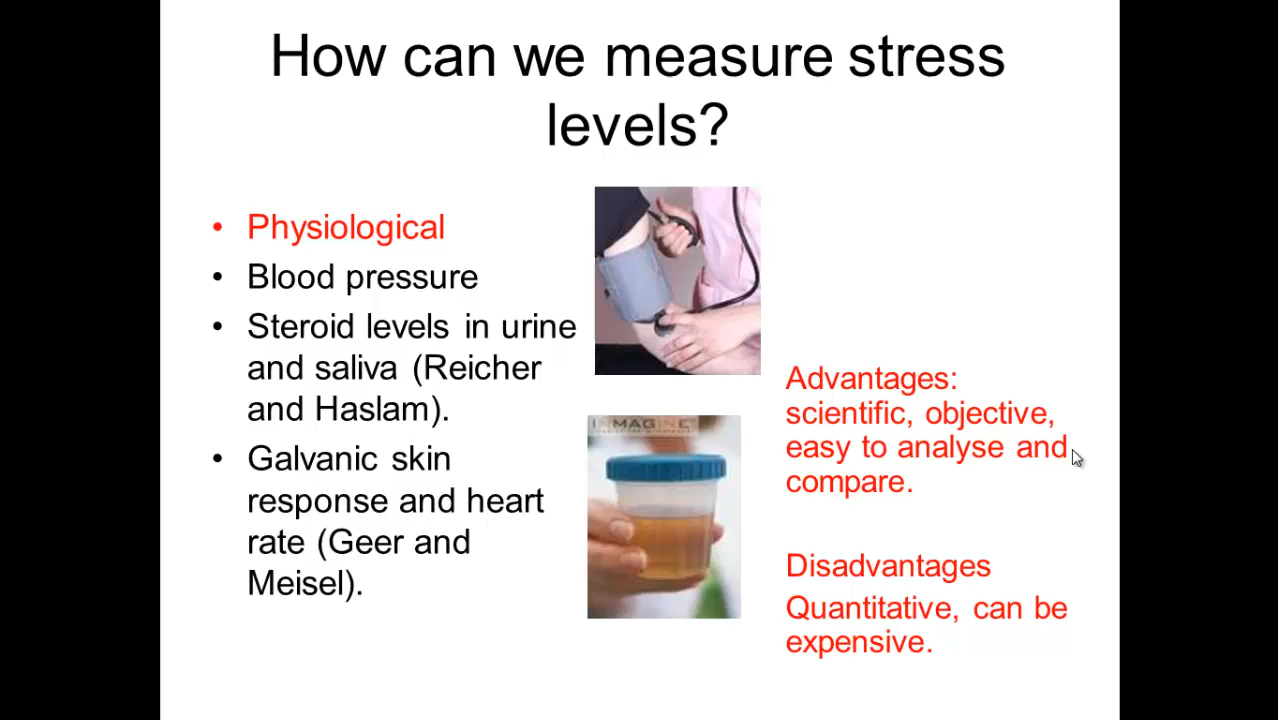 How can we measure stress
levels?
• Physiological
• Blood pressure
• Steroid levels in urine
and saliva (Reicher
and Haslam).
• Galvanic skin
response and heart
rate (Geer and
Meisel).
INMAGINE
Advantages:
scientific, objective,
easy to analyse and
compare.
Disadvantages
Quantitative, can be
expensive.